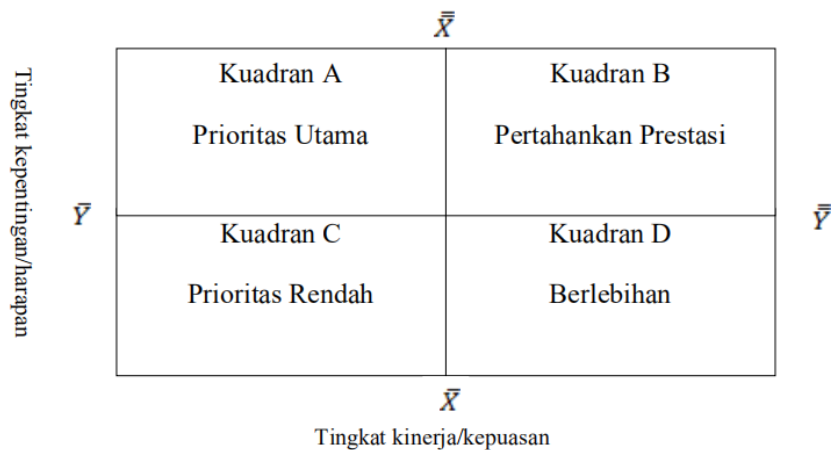 X̿
Tingkat kepentingan/harapan
Kuadran A
Prioritas Utama
Kuadran B
Pertahankan Prestasi
Y̅
Y̿
Kuadran C
Prioritas Rendah
Kuadran D
Berlebihan
X̅
Tingkat kinerja/kepuasan